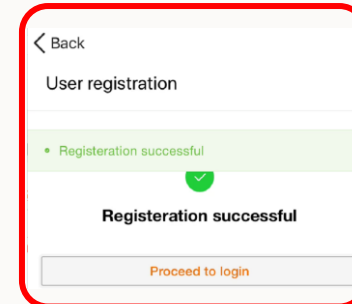 Back
User registration
• Registeration successful
Registeration successful
Proceed to login